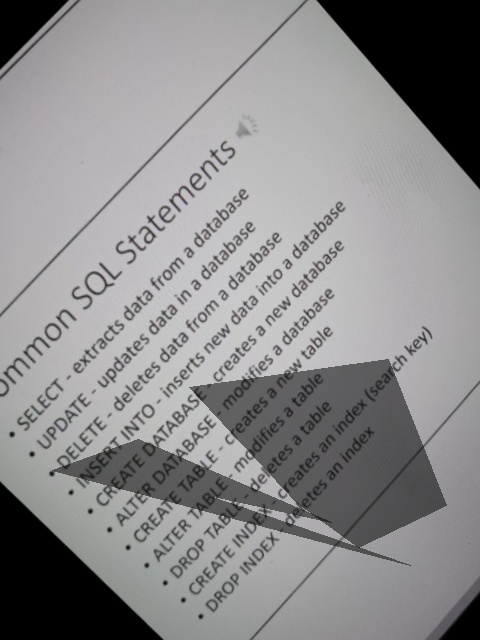 ommon SQL Statements
• SELECT - extracts data from a database
• UPDATE - updates data in a database
• DELETE - deletes data from a database
• INSERT INTO - inserts new data into a database
• CREATE DATABASE - creates a new database
• ALTER DATABASE - modifies a database
• CREATE TABLE - creates a new table
• ALTER TABLE - modifies a table
• DROP TABLE - deletes a table
• CREATE INDEX - creates an index (search key)
• DROP INDEX - deletes an index